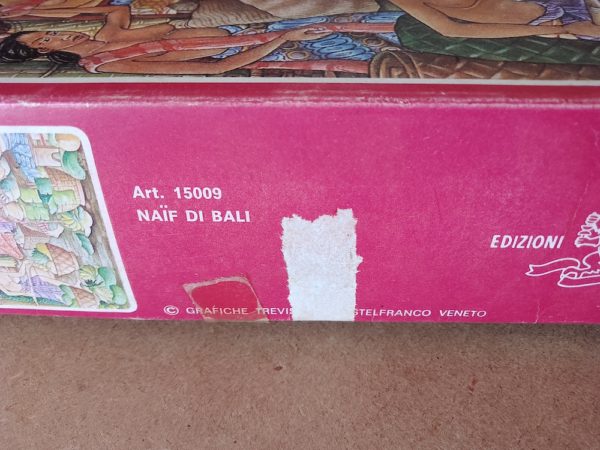 Art. 15009
NAÏF DI BALI
EDIZIONI
© GRAFICHE TREVIS STELFRANCO VENETO